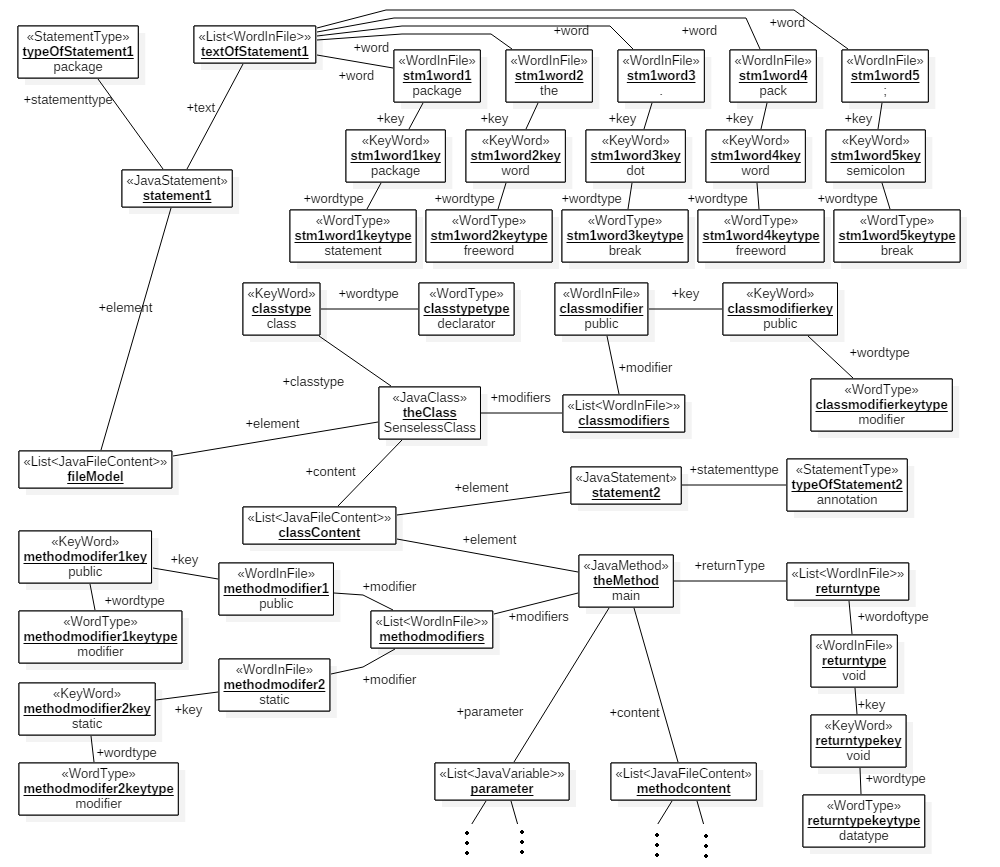 «StatementType»
typeOfStatement1
package
«List<WordInFile>»
textOfStatement1
+word
+word
+word
+word
+word
«WordInFile»
stm1word1
package
«WordInFile»
stm1word2
the
«WordInFile»
stm1word3
.
«WordInFile»
stm1word4
pack
«WordInFile»
stm1word5
;
+statementtype
+text
+key
+key
+key
+key
+key
«KeyWord»
stm1word1key
package
«KeyWord»
stm1word2key
word
«KeyWord»
stm1word3key
dot
«KeyWord»
stm1word4key
word
«KeyWord»
stm1word5key
semicolon
«JavaStatement»
statement1
+wordtype
+wordtype
+wordtype
+wordtype
+wordtype
«WordType»
stm1word1keytype
statement
«WordType»
stm1word2keytype
freeword
«WordType»
stm1word3keytype
break
«WordType»
stm1word4keytype
freeword
«WordType»
stm1word5keytype
break
+element
«KeyWord»
classtype
class
+wordtype
«WordType»
classtypetype
declarator
«WordInFile»
classmodifier
public
+key
«KeyWord»
classmodifierkey
public
+wordtype
+modifier
+classtype
«WordType»
classmodifierkeytype
modifier
«JavaClass»
theClass
SenselessClass
+modifiers
«List<WordInFile>»
classmodifiers
+element
«List<JavaFileContent>»
fileModel
+content
«JavaStatement»
statement2
+statementtype
«StatementType»
typeOfStatement2
annotation
+element
«List<JavaFileContent>»
classContent
+element
«KeyWord»
methodmodifer1key
public
+key
«WordInFile»
methodmodifier1
public
+modifier
«JavaMethod»
theMethod
main
+returnType
«List<WordInFile>»
returntype
+wordtype
«WordType»
methodmodifier1keytype
modifier
«List<WordInFile>»
methodmodifiers
+modifiers
+wordoftype
«WordInFile»
returntype
void
«WordInFile»
methodmodifer2
static
+modifier
«KeyWord»
methodmodifier2key
static
+key
+key
+parameter
+content
«KeyWord»
returntypekey
void
+wordtype
«WordType»
methodmodifer2keytype
modifier
«List<JavaVariable>»
parameter
«List<JavaFileContent>»
methodcontent
+wordtype
«WordType»
returntypekeytype
datatype